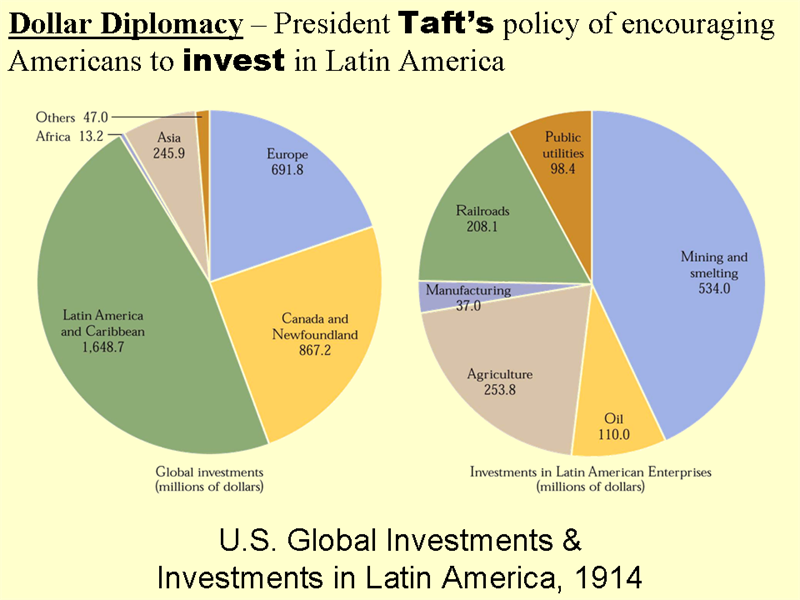 Dollar Diplomacy – President Taft's policy of encouraging
Americans to invest in Latin America
Others 47.0
Africa 13.2
Asia
245.9
Europe
691.8
Latin America
and Caribbean
1,648.7
Canada and
Newfoundland
867.2
Global investments
(millions of dollars)
Public
utilities
98.4
Railroads
208.1
Mining and
smelting
534.0
Manufacturing
37.0
Agriculture
253.8
Oil
110.0
Investments in Latin American Enterprises
(millions of dollars)
U.S. Global Investments &
Investments in Latin America, 1914